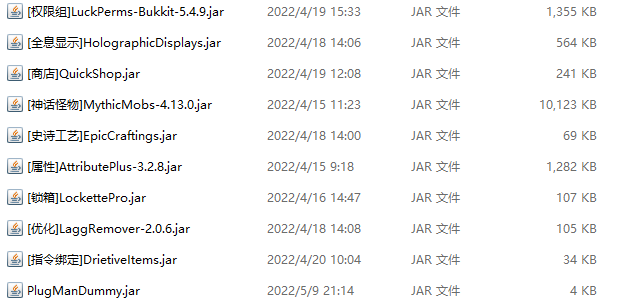 [权限组]LuckPerms-Bukkit-5.4.9.jar 2022/4/19 15:33 JAR 文件 1,355 KB
[全息显示]HolographicDisplays.jar 2022/4/18 14:06 JAR 文件 564 KB
[商店]QuickShop.jar 2022/4/19 12:08 JAR 文件 241 KB
[神话怪物]MythicMobs-4.13.0.jar 2022/4/15 11:23 JAR 文件 10,123 KB
[史诗工艺]EpicCraftings.jar 2022/4/18 14:00 JAR 文件 69 KB
[属性]AttributePlus-3.2.8.jar 2022/4/15 9:18 JAR 文件 1,282 KB
[锁箱]LockettePro.jar 2022/4/16 14:47 JAR 文件 107 KB
[优化]LaggRemover-2.0.6.jar 2022/4/18 14:08 JAR 文件 105 KB
[指令绑定]DrietiveItems.jar 2022/4/20 10:04 JAR 文件 34 KB
PlugManDummy.jar 2022/5/9 21:14 JAR 文件 4 KB